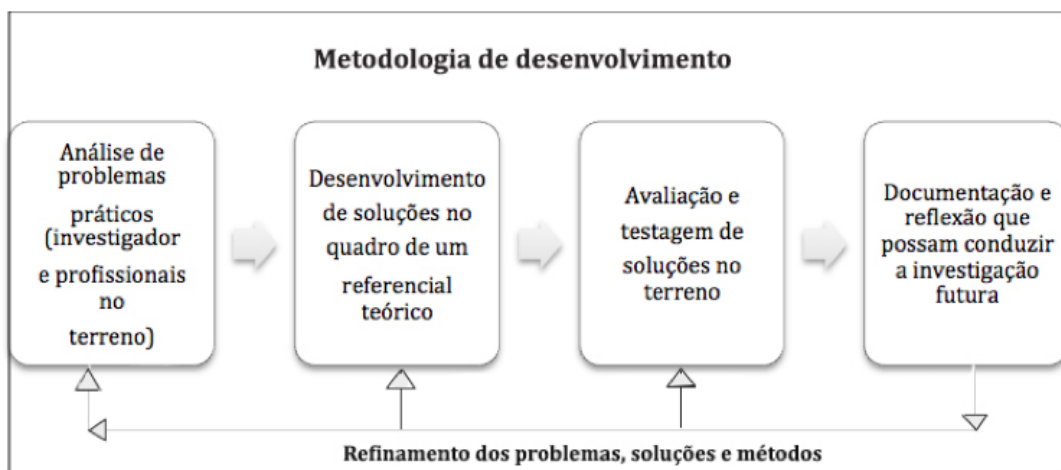 Metodologia de desenvolvimento
Análise de
problemas
práticos
(investigador
e profissionais
no
terreno)
Desenvolvimento
de soluções no
quadro de um
referencial
teórico
Avaliação e
testagem de
soluções no
terreno
Documentação e
reflexão que
possam conduzir
a investigação
futura
Refinamento dos problemas, soluções e métodos